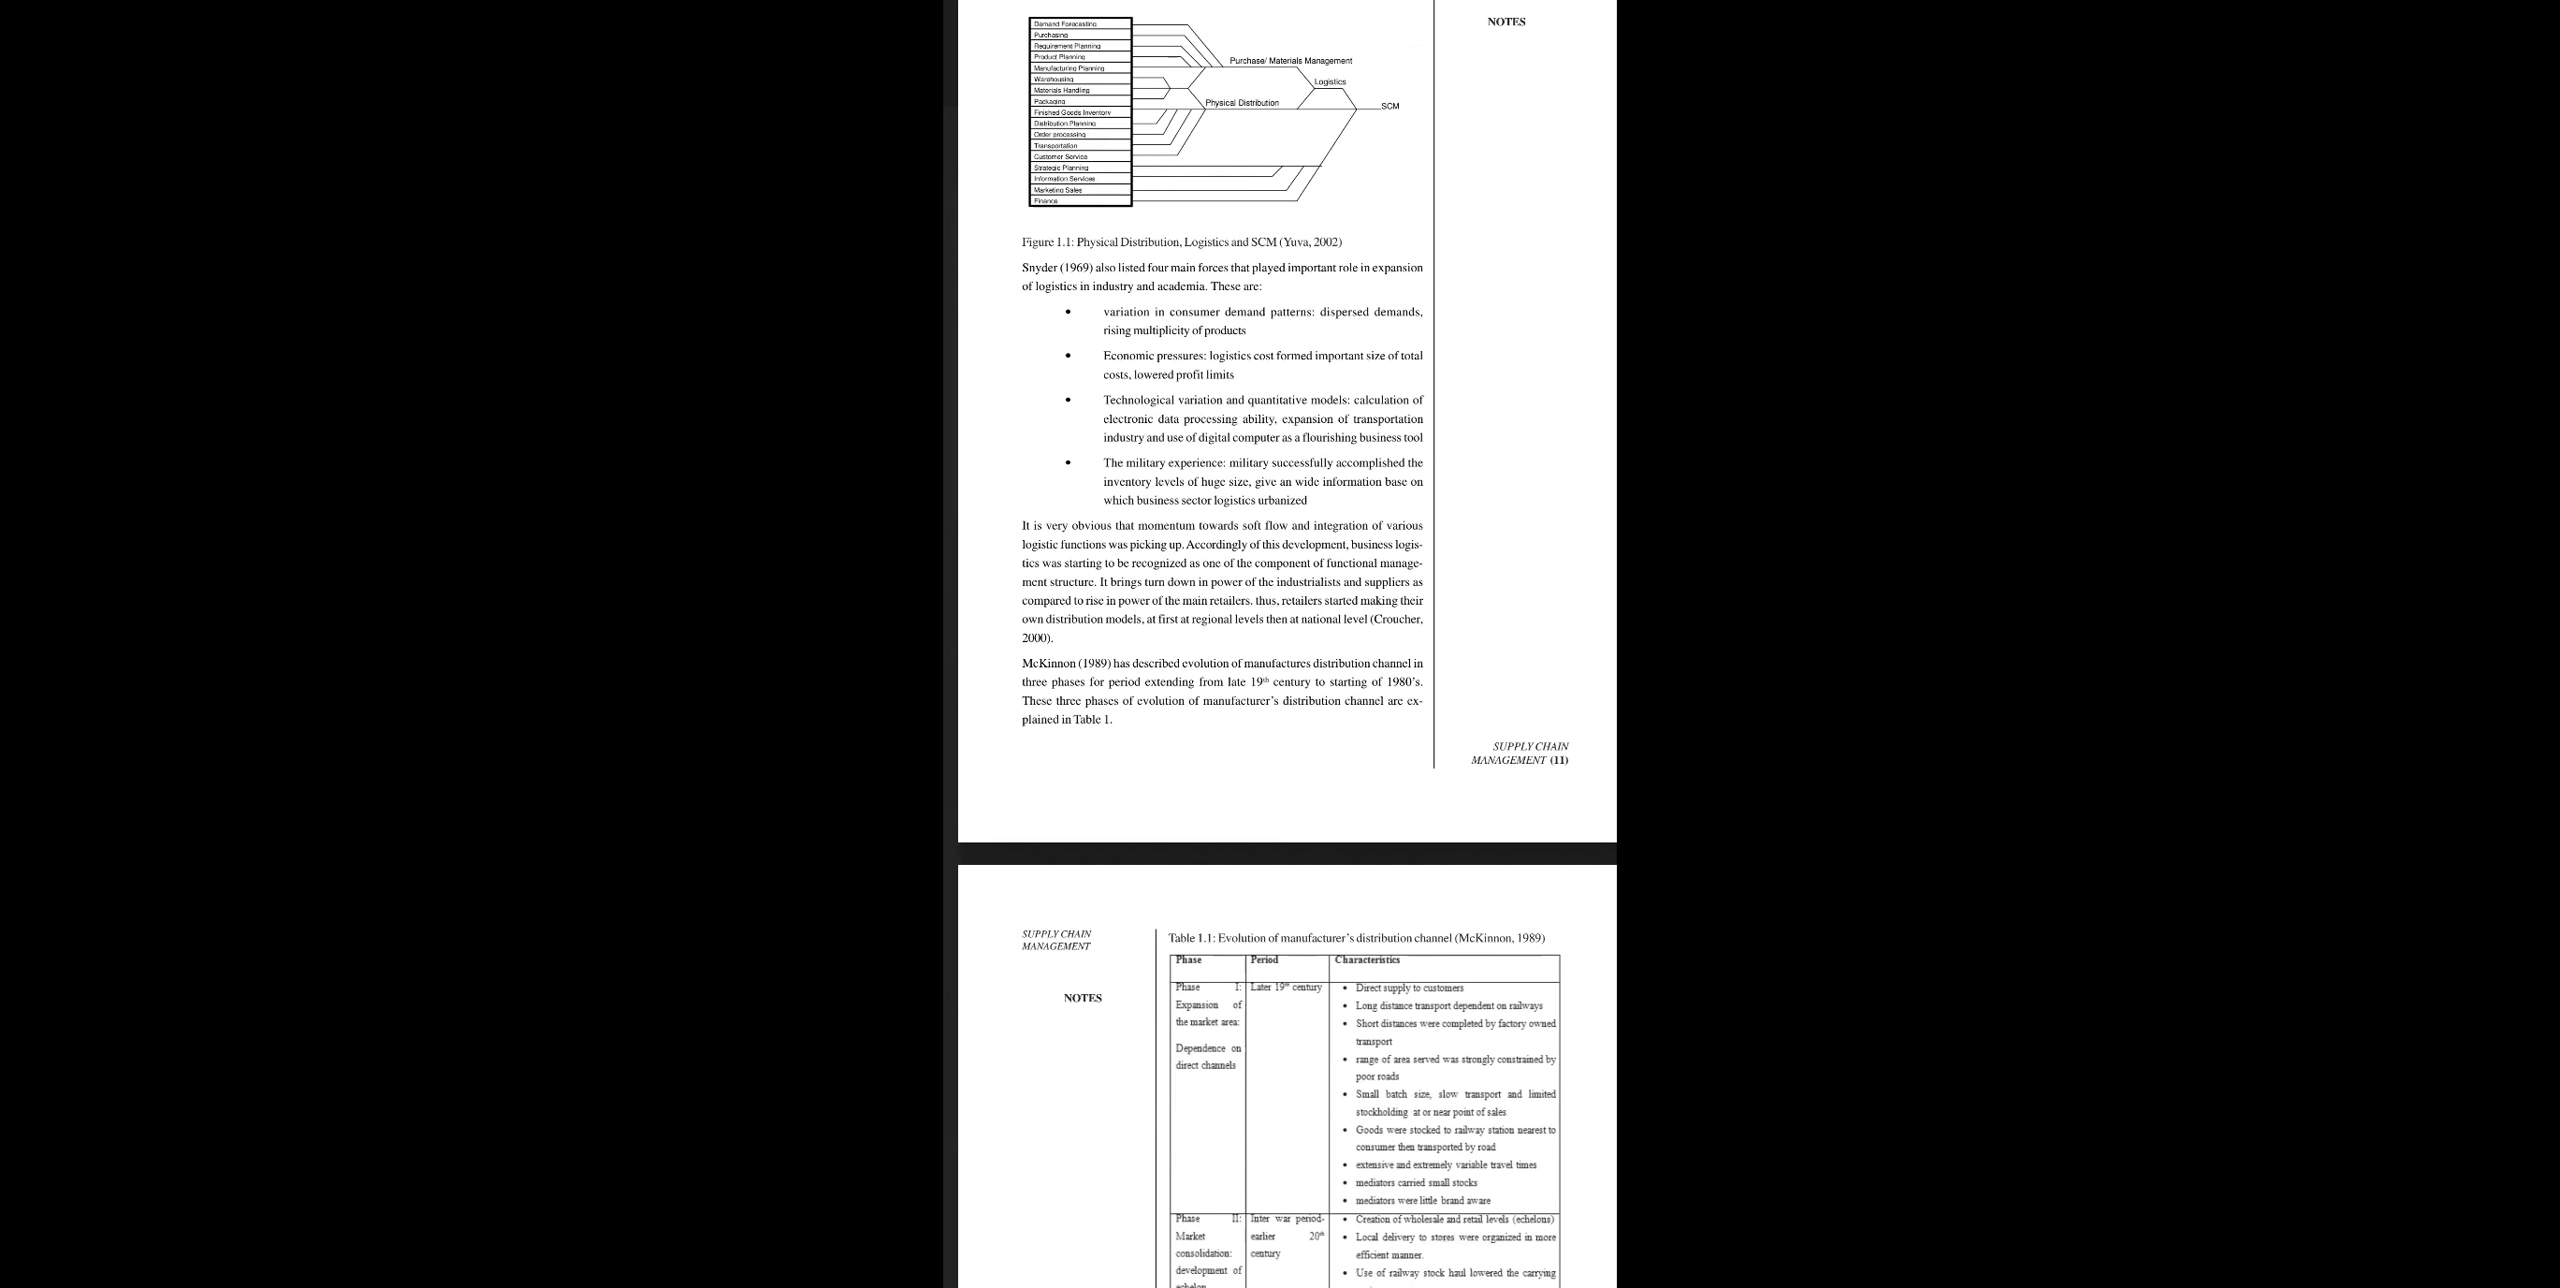 Demand Forecasting
Purchasing
Requirement Planning
Product Planning
Manufacturing Planning
Warehousing
Materials Handling
Packaging
Finished Goods Inventory
Distribution Planning
Order processing
Transportation
Customer Service
Strategic Planning
Information Services
Marketing Sales
Finance
Purchase/ Materials Management
Logistics
Physical Distribution
SCM
NOTES
Figure 1.1: Physical Distribution, Logistics and SCM (Yuva, 2002)
Snyder (1969) also listed four main forces that played important role in expansion
of logistics in industry and academia. These are:
• variation in consumer demand patterns: dispersed demands,
rising multiplicity of products
• Economic pressures: logistics cost formed important size of total
costs, lowered profit limits
• Technological variation and quantitative models: calculation of
electronic data processing ability, expansion of transportation
industry and use of digital computer as a flourishing business tool
• The military experience: military successfully accomplished the
inventory levels of huge size, give an wide information base on
which business sector logistics urbanized
It is very obvious that momentum towards soft flow and integration of various
logistic functions was picking up. Accordingly of this development, business logis-
tics was starting to be recognized as one of the component of functional manage-
ment structure. It brings turn down in power of the industrialists and suppliers as
compared to rise in power of the main retailers. thus, retailers started making their
own distribution models, at first at regional levels then at national level (Croucher,
2000).
McKinnon (1989) has described evolution of manufactures distribution channel in
three phases for period extending from late 19th century to starting of 1980's.
These three phases of evolution of manufacturer's distribution channel are ex-
plained in Table 1.
SUPPLY CHAIN
MANAGEMENT (11)
SUPPLY CHAIN
MANAGEMENT
NOTES
Table 1.1: Evolution of manufacturer's distribution channel (McKinnon, 1989)
Phase Period Characteristics
Phase I:
Expansion of
the market area:
Dependence on
direct channels
Later 19th century
• Direct supply to customers
• Long distance transport dependent on railways
• Short distances were completed by factory owned
transport
• range of area served was strongly constrained by
poor roads
• Small batch size, slow transport and limited
stockholding at or near point of sales
• Goods were stocked to railway station nearest to
consumer then transported by road
• extensive and extremely variable travel times
• mediators carried small stocks
• mediators were little brand aware
Phase II:
Market
consolidation:
development of
echelon
Inter war period-
earlier 20th
century
• Creation of wholesale and retail levels (echelons)
• Local delivery to stores were organized in more
efficient manner.
• Use of railway stock haul lowered the carrying